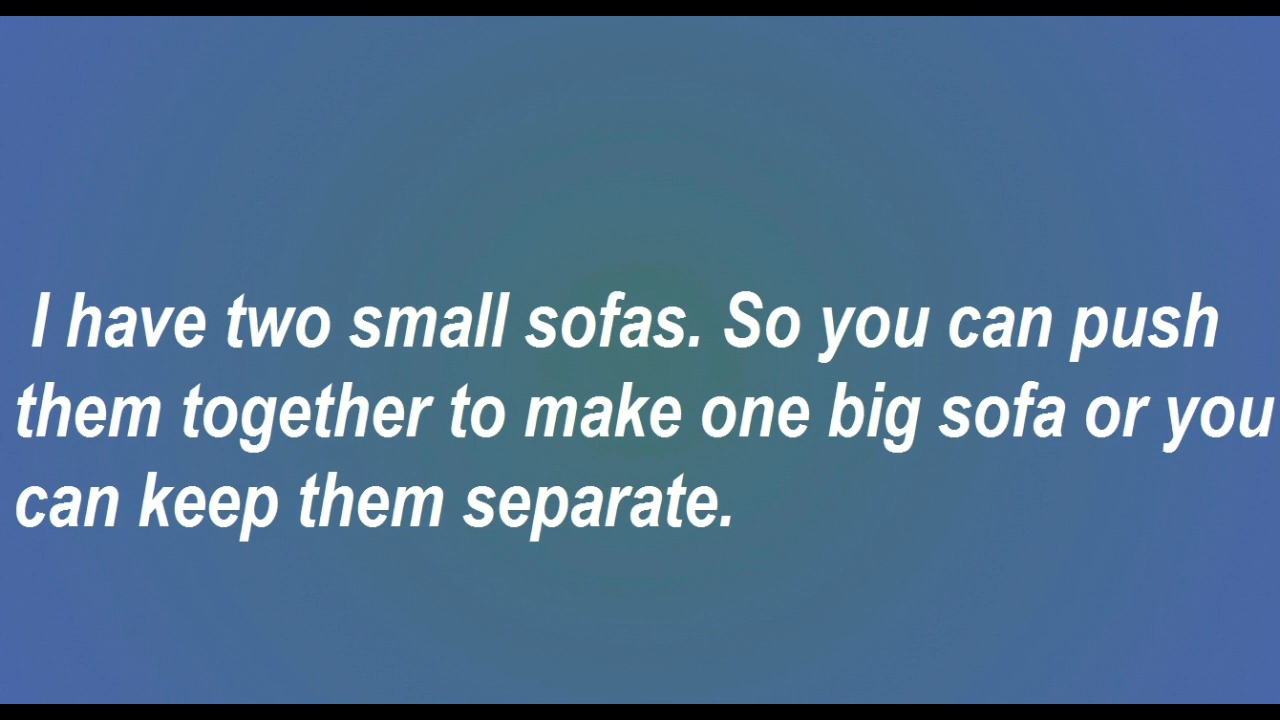 I have two small sofas. So you can push
them together to make one big sofa or you
can keep them separate.